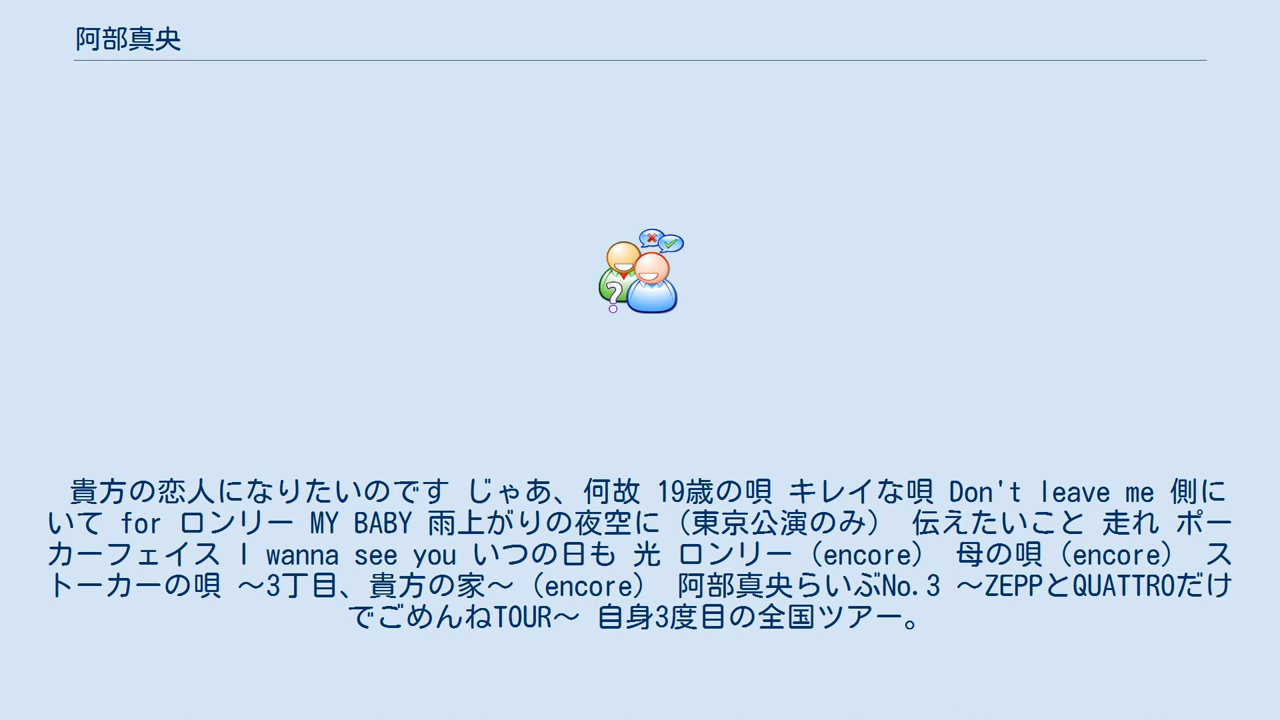 阿部真央
貴方の恋人になりたいのです じゃあ、何故 19歳の唄 キレイな唄 Don't leave me 側に
いて for ロンリー MY BABY 雨上がりの夜空に（東京公演のみ） 伝えたいこと 走れ ポー
カーフェイス I wanna see you いつの日も 光 ロンリー（encore） 母の唄（encore） ス
トーカーの唄 〜3丁目、貴方の家〜（encore） 阿部真央らいぶNo.3 〜ZEPPとQUATTROだけ
でごめんねTOUR〜 自身3度目の全国ツアー。